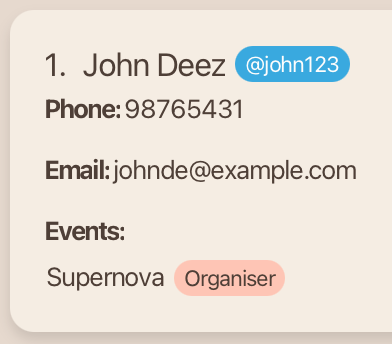 1. John Deez @john123
Phone: 98765431
Email: johnde@example.com
Events:
Supernova Organiser